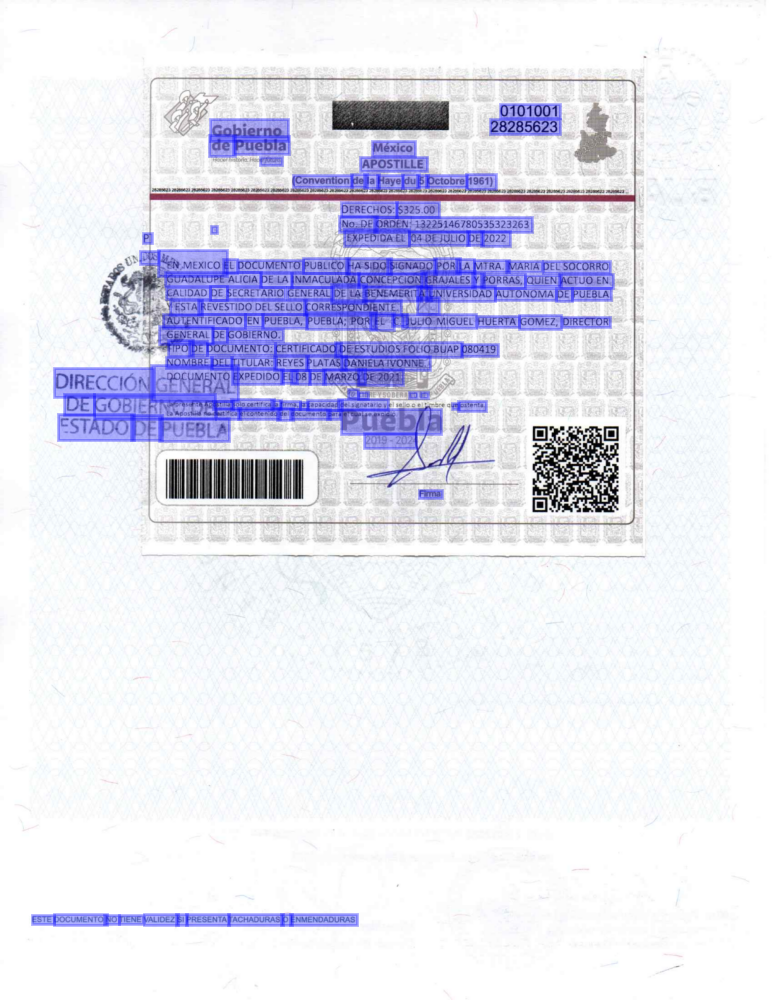 Gobierno
de Puebla
0101001
28285623
México
APOSTILLE
(Convention de la Haye du 5 Octobre 1961)
DERECHOS: $325.00
No. DE ORDEN: 13225146780535323263
EXPEDIDA EL 04 DE JULIO DE 2022
EN MEXICO EL DOCUMENTO PUBLICO HA SIDO SIGNADO POR LA MTRA. MARIA DEL SOCORRO
GUADALUPE ALICIA DE LA INMACULADA CONCEPCION GRAJALES Y PORRAS, QUIEN ACTUO EN
CALIDAD DE SECRETARIO GENERAL DE LA BENEMERITA UNIVERSIDAD AUTONOMA DE PUEBLA
Y ESTA REVESTIDO DEL SELLO CORRESPONDIENTE.
AUTENTIFICADO EN PUEBLA, PUEBLA; POR EL C. JULIO MIGUEL HUERTA GOMEZ, DIRECTOR
GENERAL DE GOBIERNO.
TIPO DE DOCUMENTO: CERTIFICADO DE ESTUDIOS FOLIO BUAP 080419
NOMBRE DEL TITULAR: REYES PLATAS DANIELA IVONNE.
DOCUMENTO EXPEDIDO EL 08 DE MARZO DE 2021.
DIRECCIÓN GENERAL
DE GOBIERNO DE
ESTADO DE PUEBLA
Puebla
2019 - 2024
Firma
ESTE DOCUMENTO NO TIENE VALIDEZ SI PRESENTA TACHADURAS O ENMENDADURAS